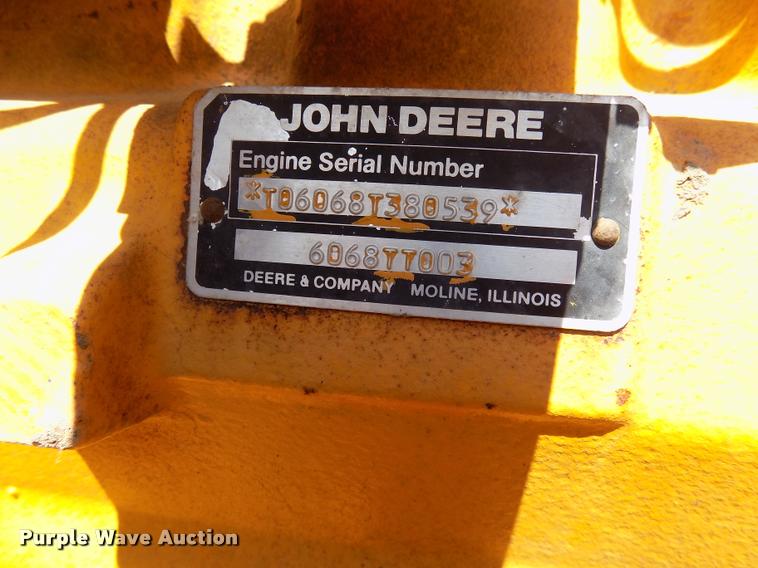 JOHN DEERE
Engine Serial Number
*T06068T380539*
6068TT003
DEERE & COMPANY MOLINE, ILLINOIS
Purple Wave Auction